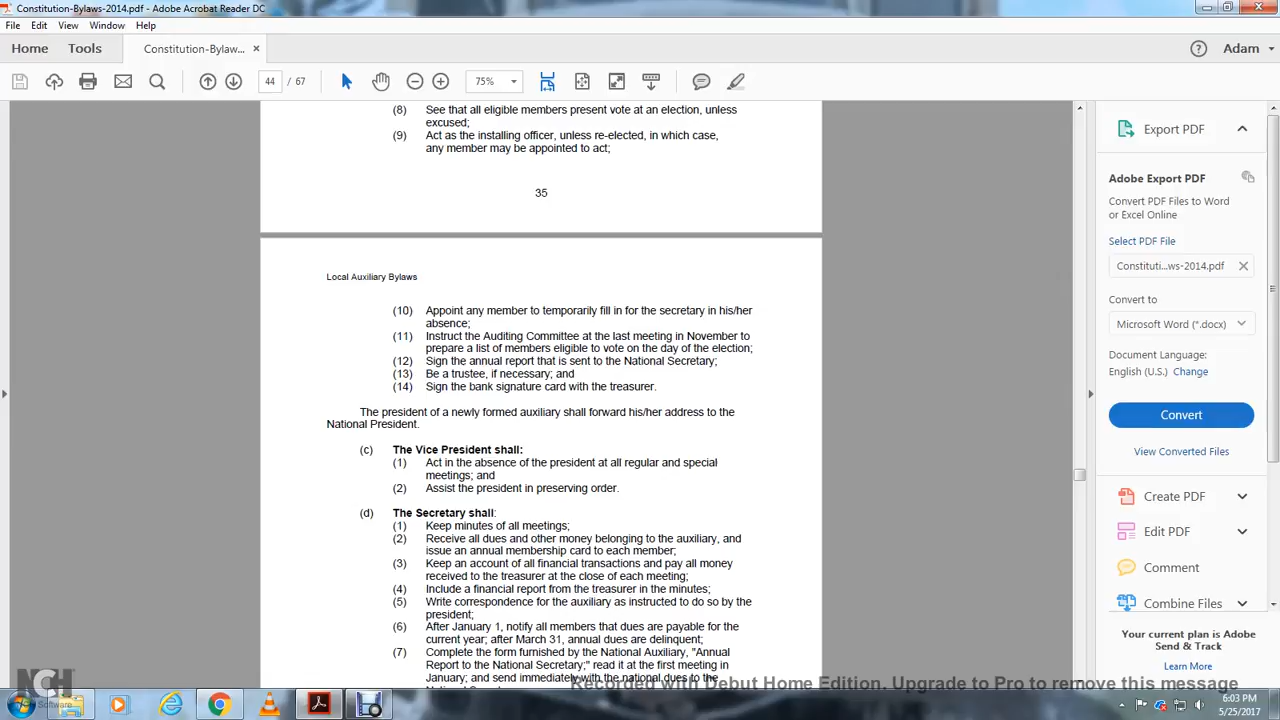 Constitution-Bylaws-2014.pdf - Adobe Acrobat Reader DC
File Edit View Window Help
Home Tools Constitution-Bylaw... ×
Adam
44 / 67
75%
(8) See that all eligible members present vote at an election, unless
excused;
(9) Act as the installing officer, unless re-elected, in which case,
any member may be appointed to act;
35
Local Auxiliary Bylaws
(10) Appoint any member to temporarily fill in for the secretary in his/her
absence;
(11) Instruct the Auditing Committee at the last meeting in November to
prepare a list of members eligible to vote on the day of the election;
(12) Sign the annual report that is sent to the National Secretary;
(13) Be a trustee, if necessary; and
(14) Sign the bank signature card with the treasurer.
The president of a newly formed auxiliary shall forward his/her address to the
National President.
(c) The Vice President shall:
(1) Act in the absence of the president at all regular and special
meetings; and
(2) Assist the president in preserving order.
(d) The Secretary shall:
(1) Keep minutes of all meetings;
(2) Receive all dues and other money belonging to the auxiliary, and
issue an annual membership card to each member;
(3) Keep an account of all financial transactions and pay all money
received to the treasurer at the close of each meeting;
(4) Include a financial report from the treasurer in the minutes;
(5) Write correspondence for the auxiliary as instructed to do so by the
president;
(6) After January 1, notify all members that dues are payable for the
current year; after March 31, annual dues are delinquent;
(7) Complete the form furnished by the National Auxiliary, "Annual
Report to the National Secretary;" read it at the first meeting in
January; and send immediately with the national dues to the
Export PDF
Adobe Export PDF
Convert PDF Files to Word
or Excel Online
Select PDF File
Constituti...ws-2014.pdf
Convert to
Microsoft Word (*.docx)
Document Language:
English (U.S.) Change
Convert
View Converted Files
Create PDF
Edit PDF
Comment
Combine Files
Your current plan is Adobe
Send & Track
Learn More
Recorded with Debut Home Edition. Upgrade to Pro to remove this message
NCH
Software
6:03 PM
5/25/2017